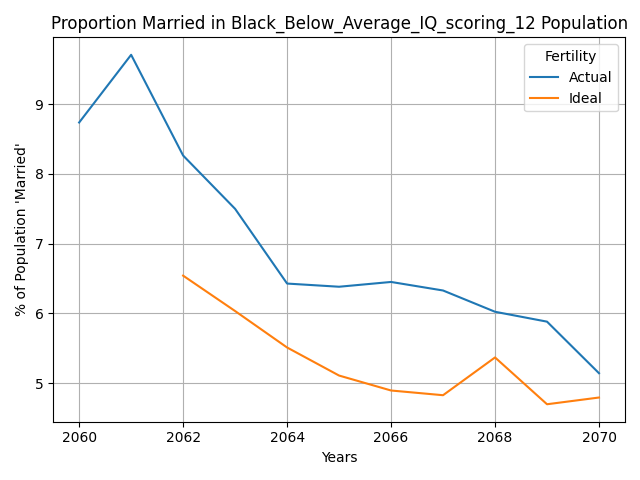 Proportion Married in Black_Below_Average_IQ_scoring_12 Population
Fertility
Actual
Ideal
% of Population 'Married'
9
8
7
6
5
2060 2062 2064 2066 2068 2070
Years